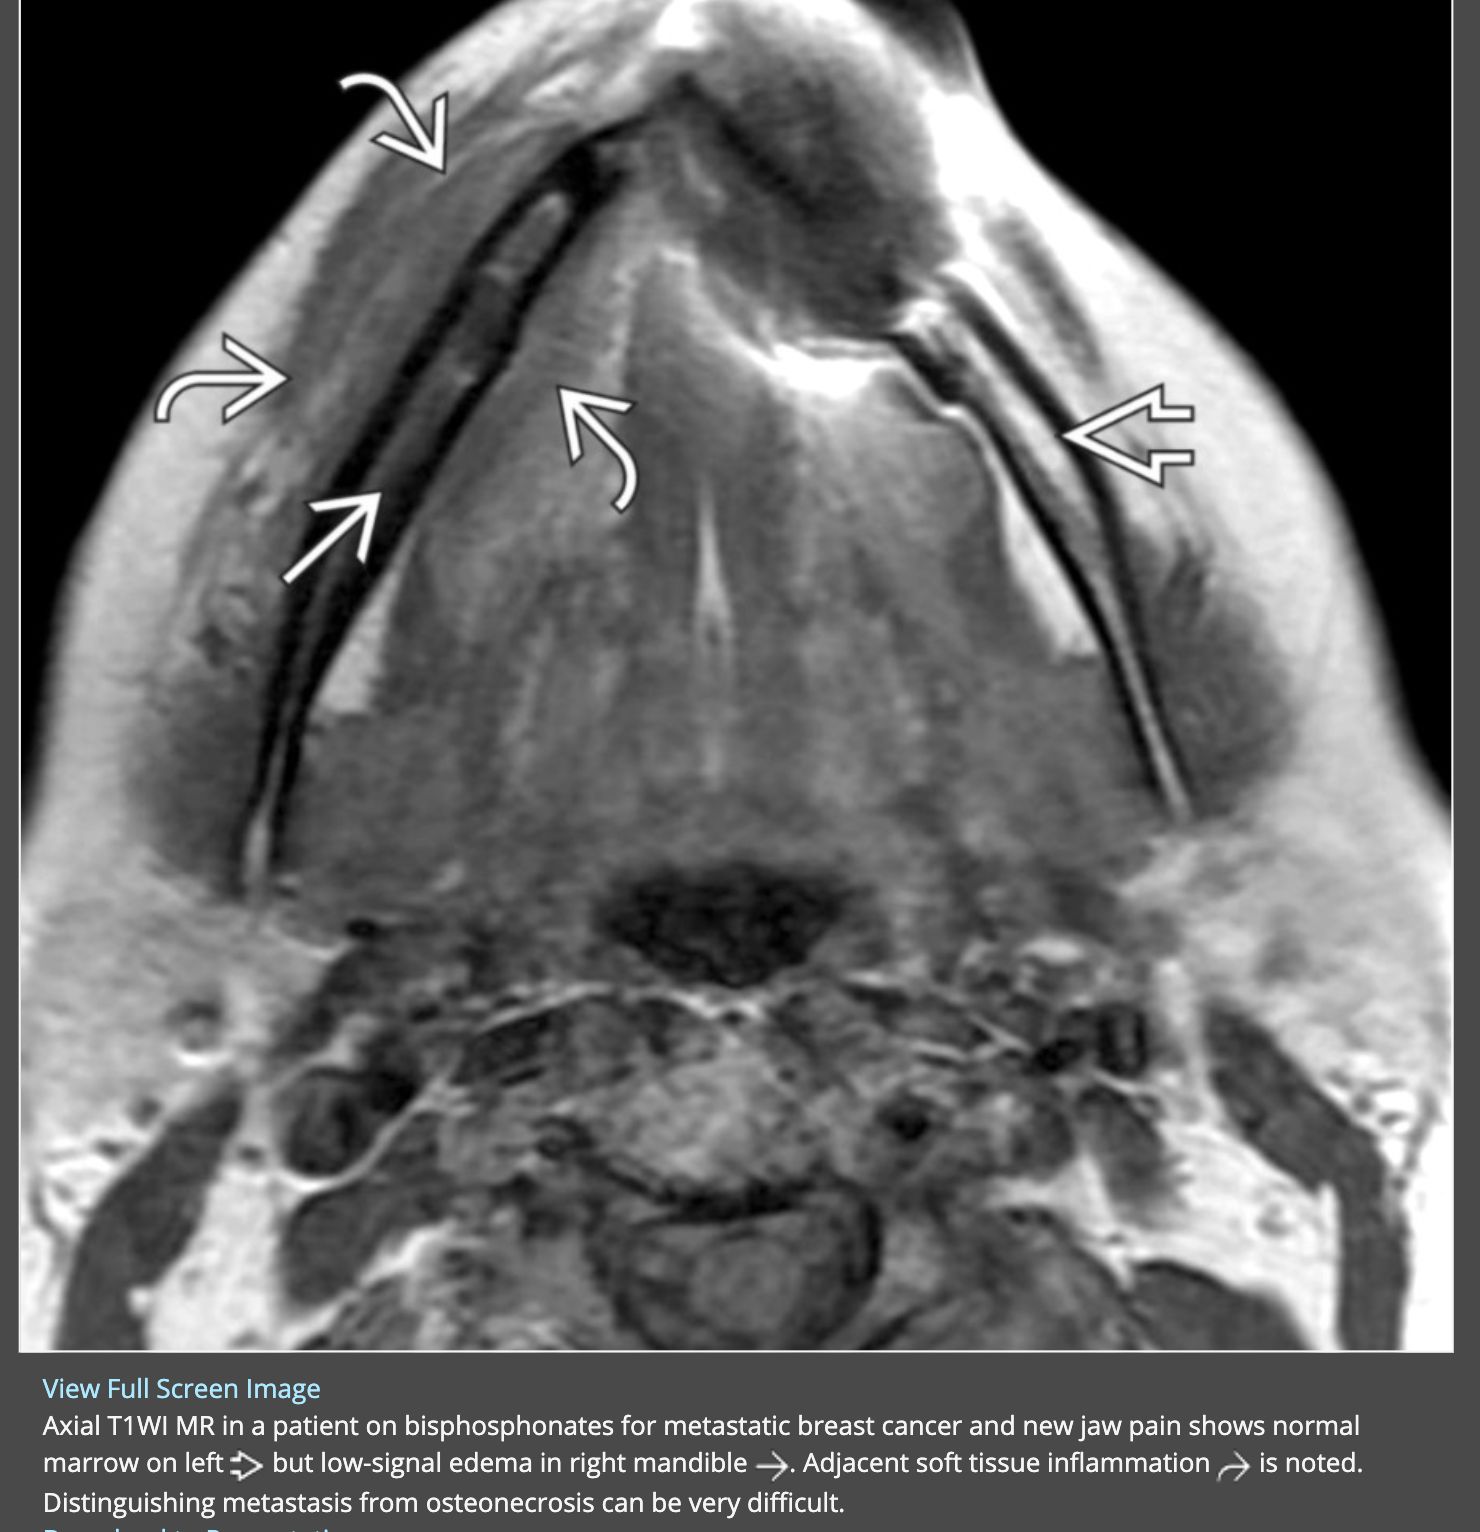 View Full Screen Image
Axial T1WI MR in a patient on bisphosphonates for metastatic breast cancer and new jaw pain shows normal
marrow on left but low-signal edema in right mandible . Adjacent soft tissue inflammation is noted.
Distinguishing metastasis from osteonecrosis can be very difficult.